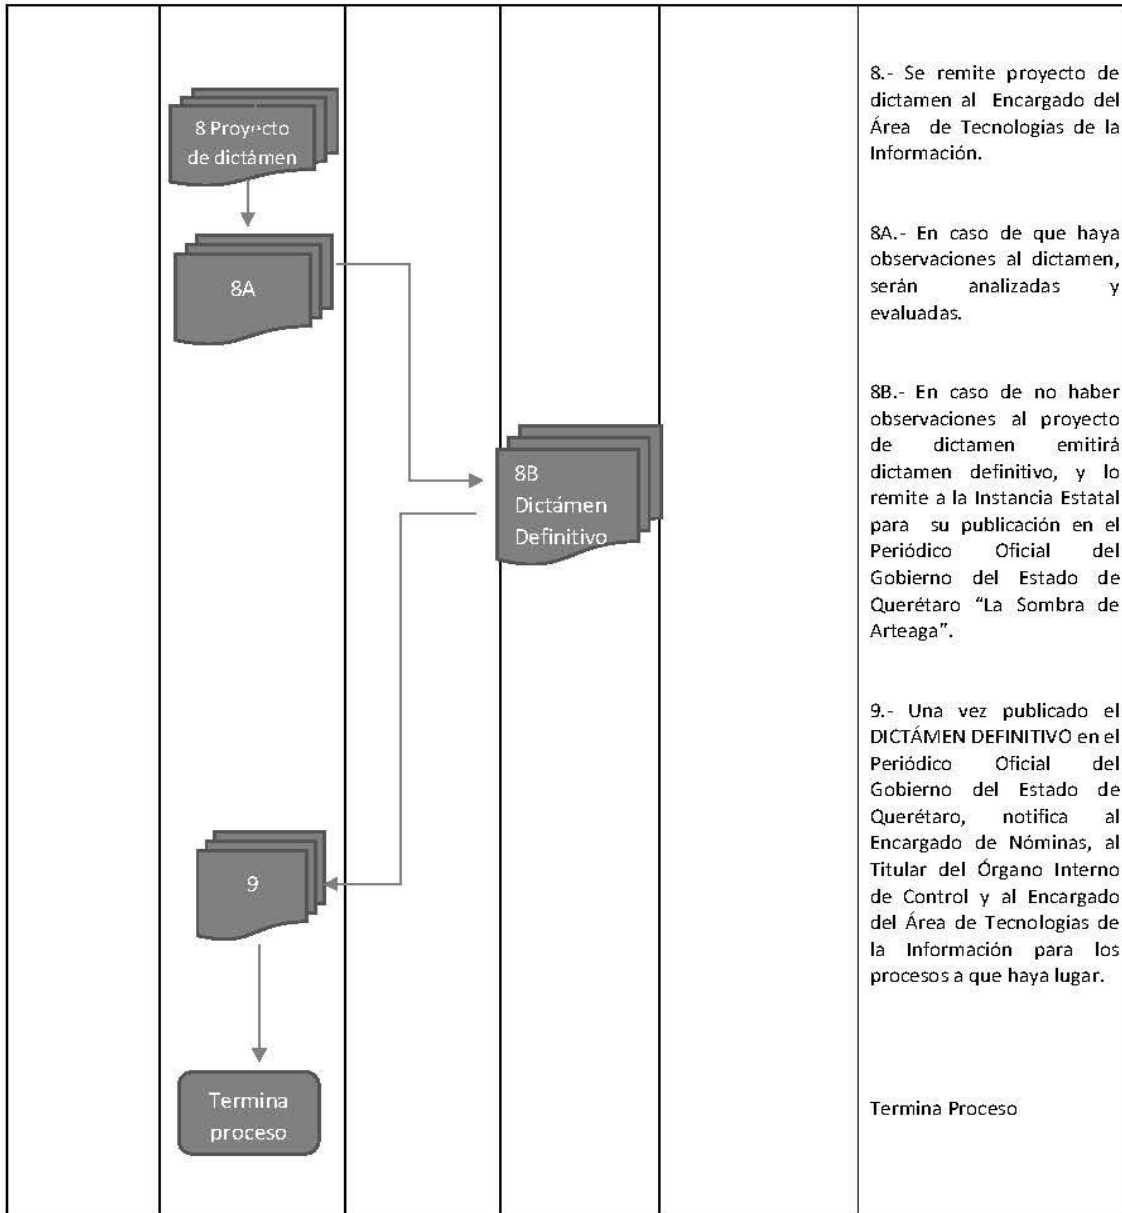 8 Proyecto
de dictámen
8A
8B
Dictámen
Definitivo
9
Termina
proceso
8.- Se remite proyecto de
dictamen al Encargado del
Área de Tecnologías de la
Información.
8A.- En caso de que haya
observaciones al dictamen,
serán analizadas y
evaluadas.
8B.- En caso de no haber
observaciones al proyecto
de dictamen emitirá
dictamen definitivo, y lo
remite a la Instancia Estatal
para su publicación en el
Periódico Oficial del
Gobierno del Estado de
Querétaro “La Sombra de
Arteaga”.
9.- Una vez publicado el
DICTÁMEN DEFINITIVO en el
Periódico Oficial del
Gobierno del Estado de
Querétaro, notifica al
Encargado de Nóminas, al
Titular del Órgano Interno
de Control y al Encargado
del Área de Tecnologías de
la Información para los
procesos a que haya lugar.
Termina Proceso